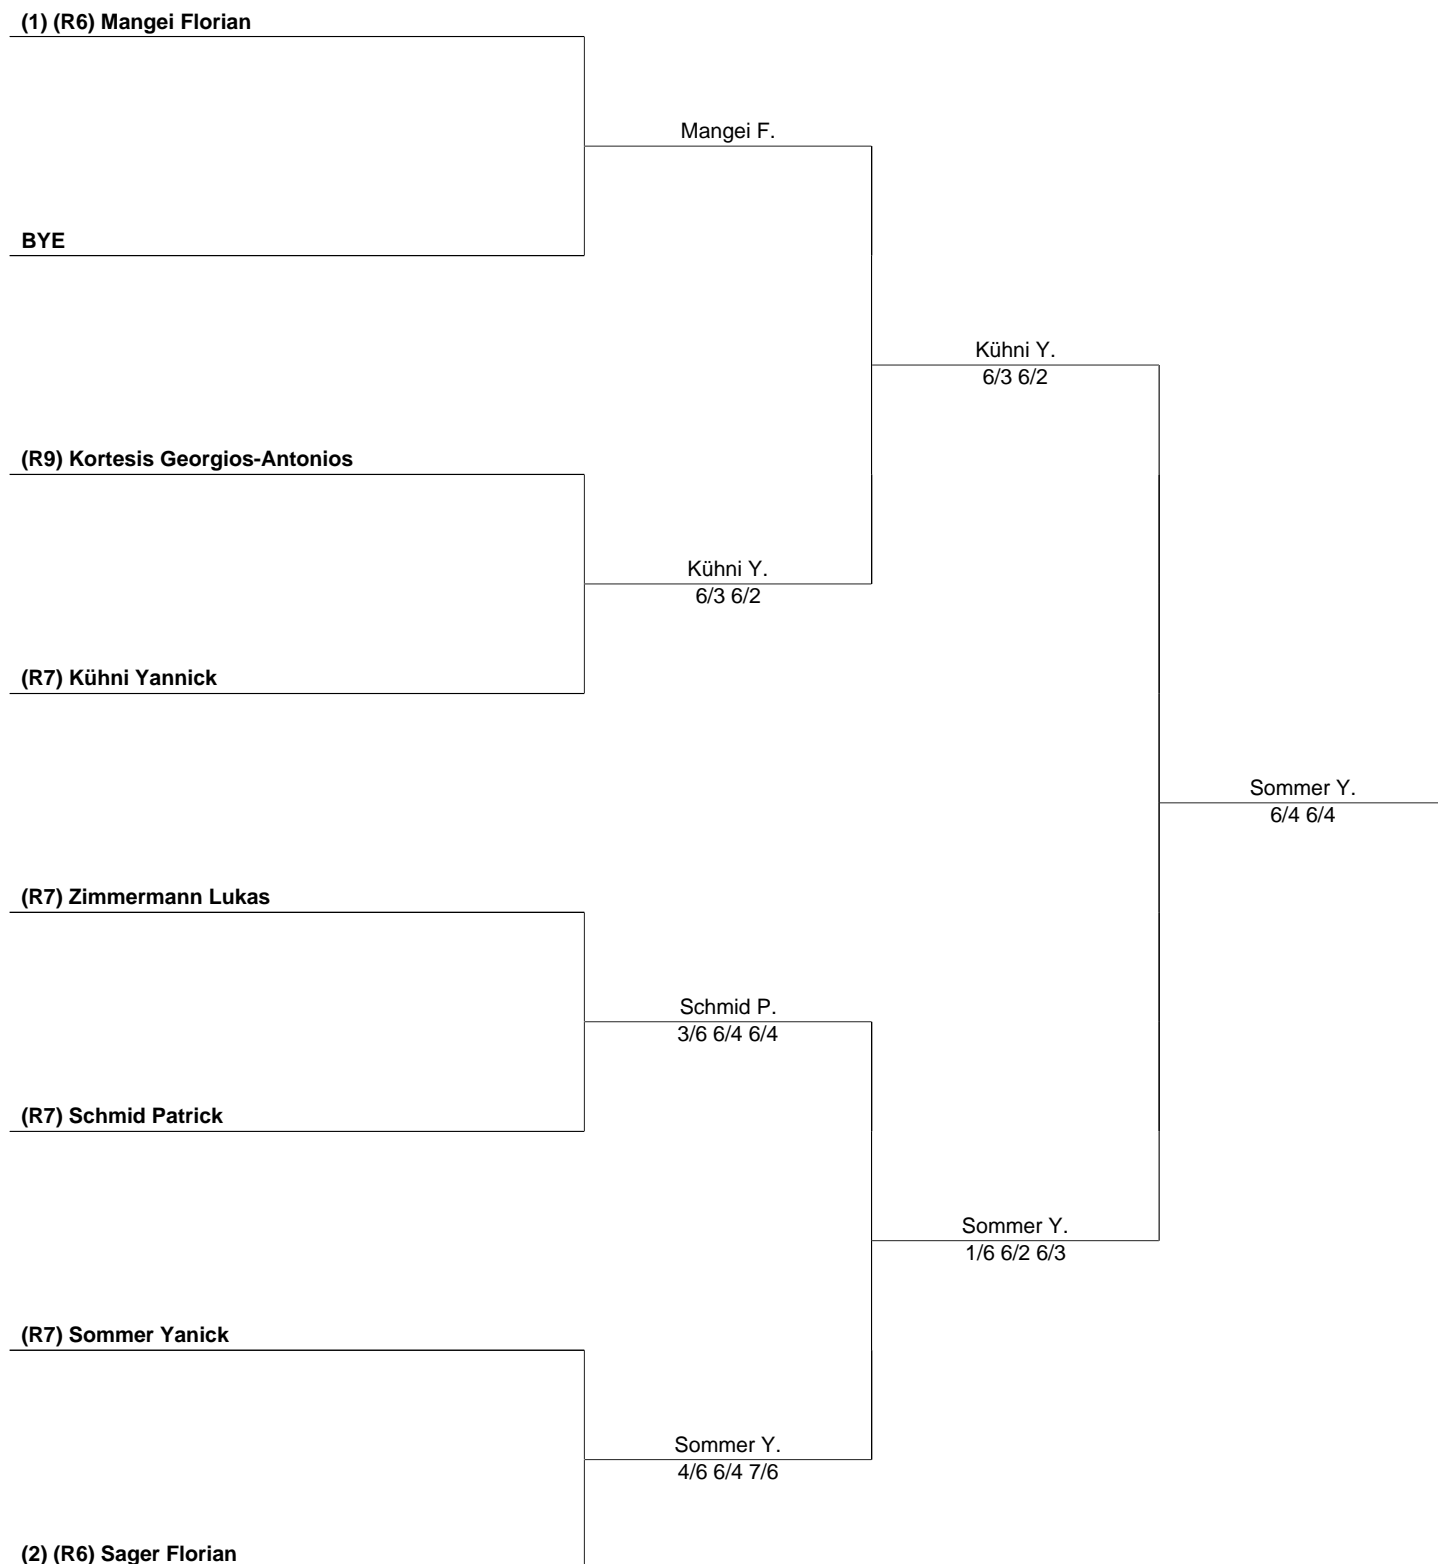 (1) (R6) Mangei Florian
Mangei F.
BYE
Kühni Y.
6/3 6/2
(R9) Kortesis Georgios-Antonios
Kühni Y.
6/3 6/2
(R7) Kühni Yannick
Sommer Y.
6/4 6/4
(R7) Zimmermann Lukas
Schmid P.
3/6 6/4 6/4
(R7) Schmid Patrick
Sommer Y.
1/6 6/2 6/3
(R7) Sommer Yanick
Sommer Y.
4/6 6/4 7/6
(2) (R6) Sager Florian